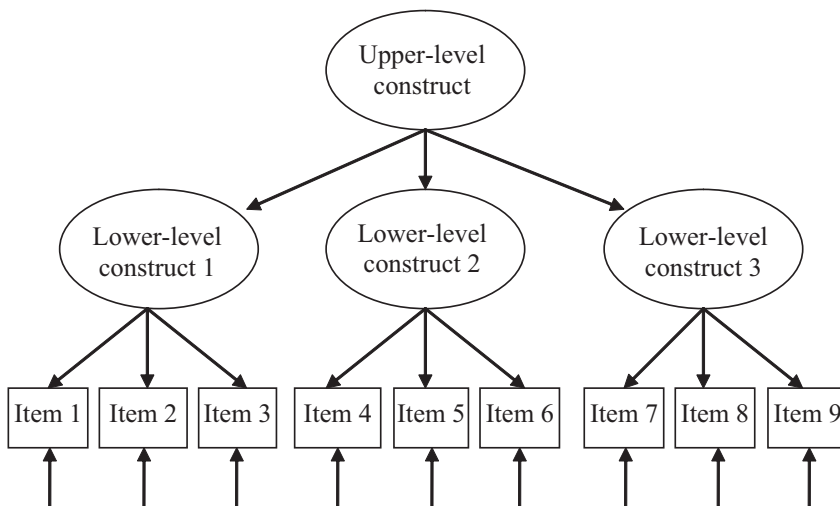 Upper-level
construct
Lower-level
construct 1
Lower-level
construct 2
Lower-level
construct 3
Item 1
Item 2
Item 3
Item 4
Item 5
Item 6
Item 7
Item 8
Item 9